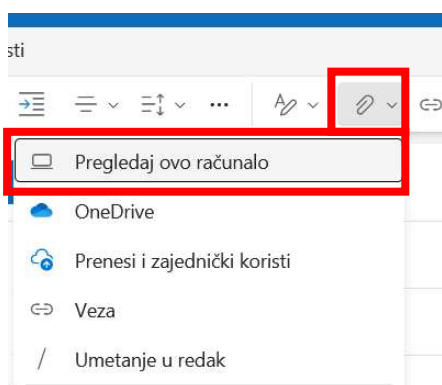 sti
Pregledaj ovo računalo
OneDrive
Prenesi i zajednički koristi
Veza
Umetanje u redak